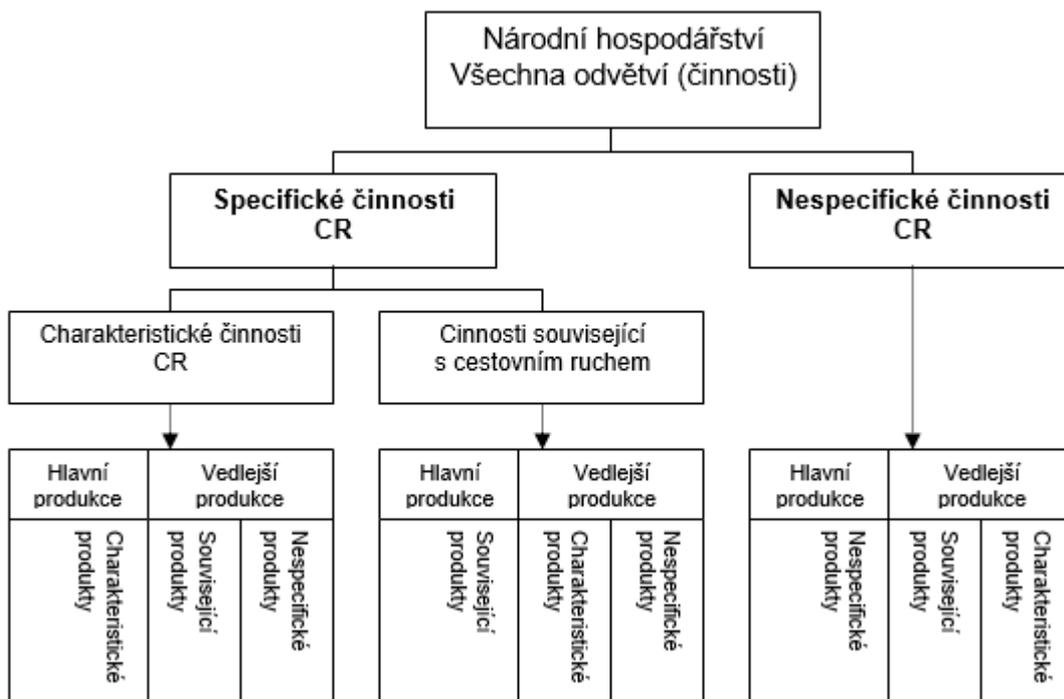 Národní hospodářství
Všechna odvětví (činnosti)
Specifické činnosti
CR
Nespecifické činnosti
CR
Charakteristické činnosti
CR
Cinnosti související
s cestovním ruchem
Hlavní
produkce
Vedlejší
produkce
Hlavní
produkce
Vedlejší
produkce
Hlavní
produkce
Vedlejší
produkce
Charakteristické
produkty
Související
produkty
Nespecifické
produkty
Související
produkty
Charakteristické
produkty
Nespecifické
produkty
Nespecifické
produkty
Související
produkty
Charakteristické
produkty